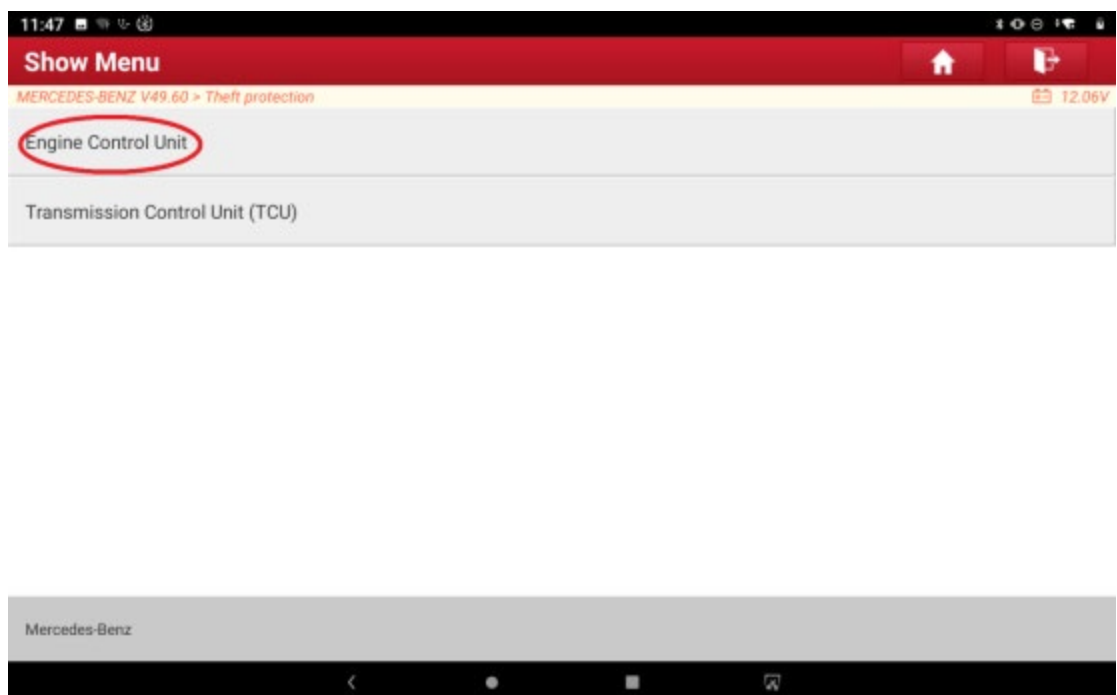 11:47
Show Menu
MERCEDES-BENZ V49.60 > Theft protection
12.06V
Engine Control Unit
Transmission Control Unit (TCU)
Mercedes-Benz